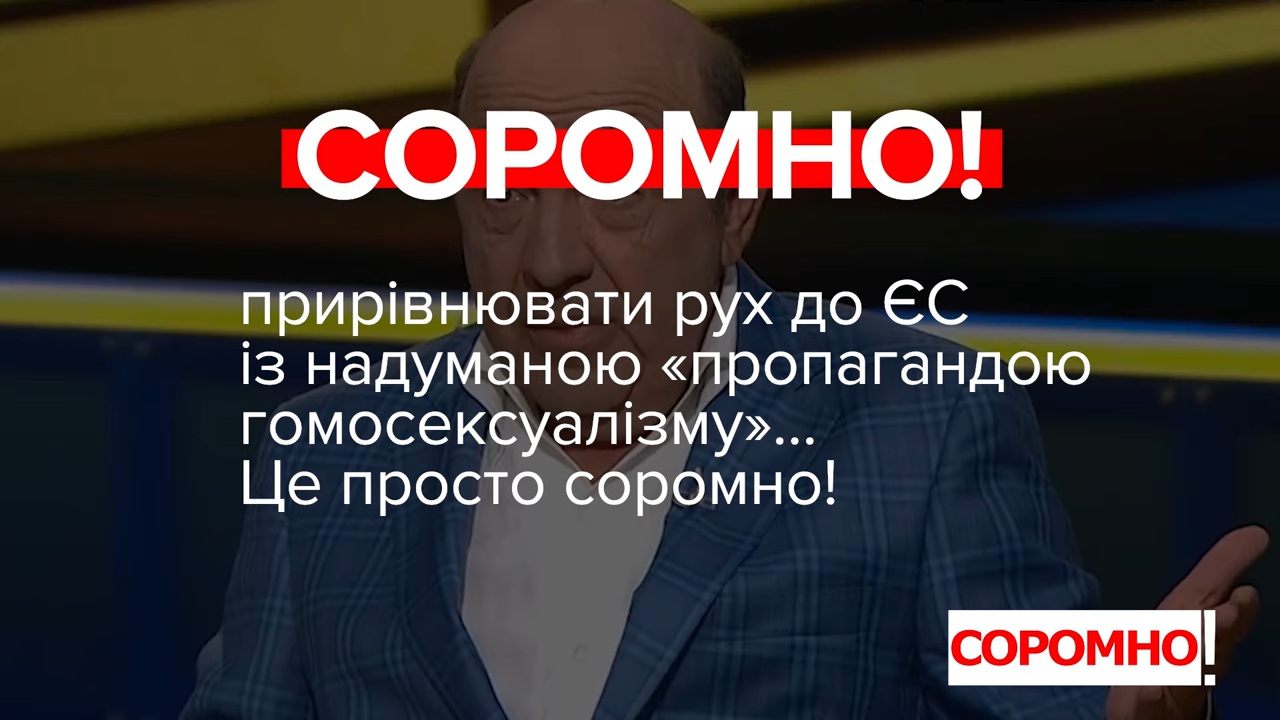 СОРОМНО!
прирівнювати рух до ЄС
із надуманою «пропагандою
гомосексуалізму»...
Це просто соромно!
СОРОМНО!